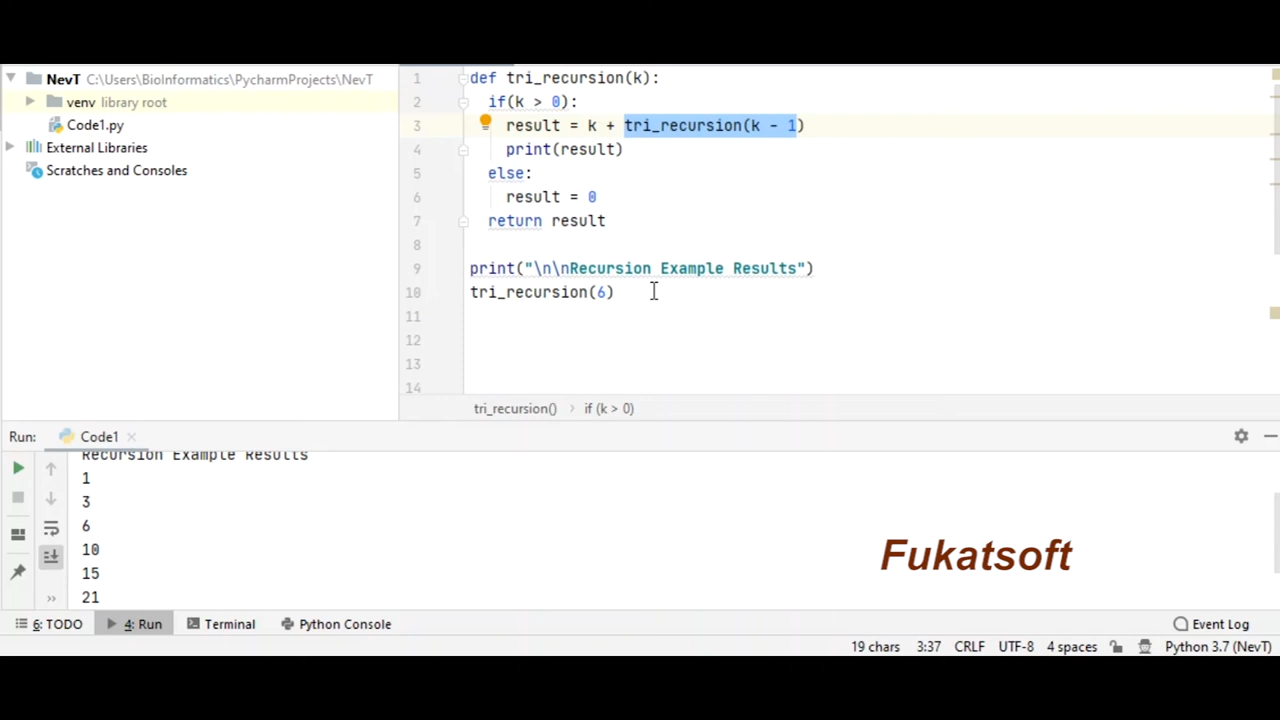 NevT C:\Users\BioInformatics\PycharmProjects\NevT
venv library root
Code1.py
External Libraries
Scratches and Consoles
1 def tri_recursion(k):
2 if(k > 0):
3 result = k + tri_recursion(k - 1)
4 print(result)
5 else:
6 result = 0
7 return result
8
9 print("\n\nRecursion Example Results")
10 tri_recursion(6)
11
12
13
14
tri_recursion() › if (k > 0)
Run: Code1
Recursion Example Results
1
3
6
10
15
21
Fukatsoft
6: TODO 4: Run Terminal Python Console Event Log
19 chars 3:37 CRLF UTF-8 4 spaces Python 3.7 (NevT)